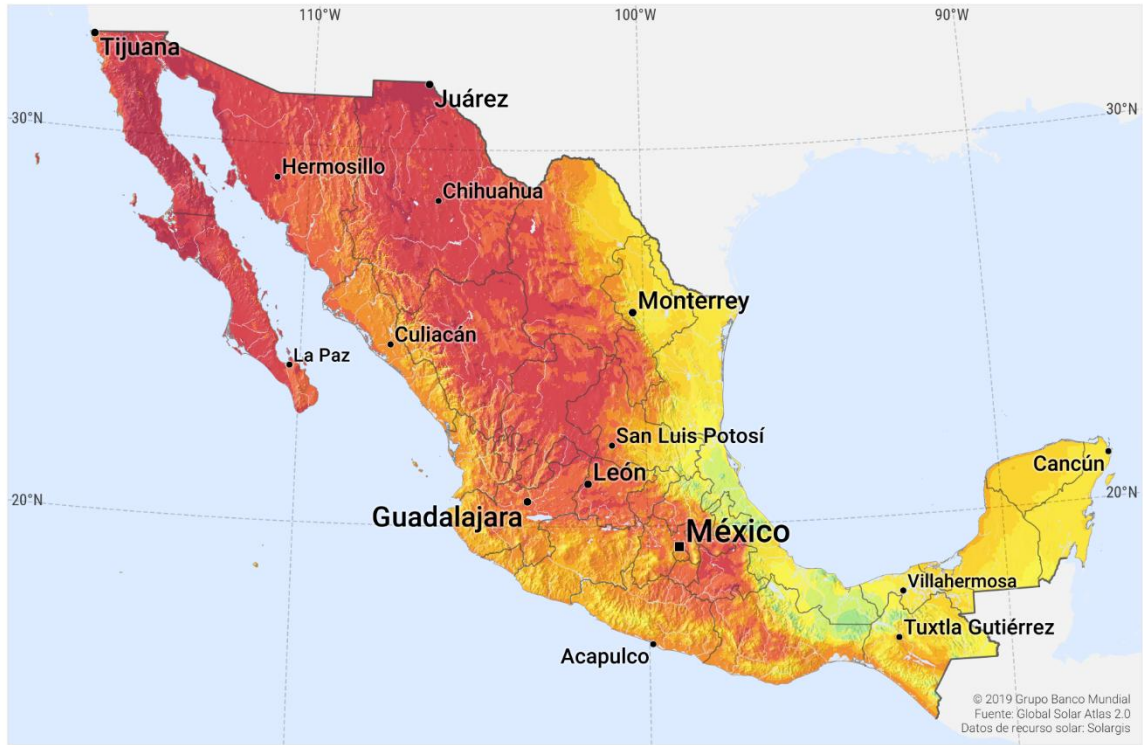 110°W
100°W
90°W
Tijuana
Juárez
30°N
30°N
Hermosillo
Chihuahua
Monterrey
Culiacán
La Paz
San Luis Potosí
Cancún
León
20°N
20°N
Guadalajara
México
Villahermosa
Tuxtla Gutiérrez
Acapulco
© 2019 Grupo Banco Mundial
Fuente: Global Solar Atlas 2.0
Datos de recurso solar: Solargis